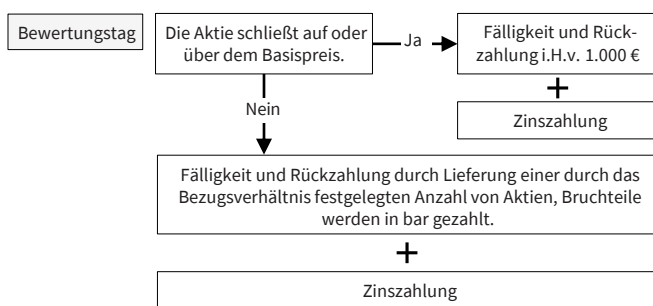 Bewertungstag
Die Aktie schließt auf oder
über dem Basispreis.
Ja
Fälligkeit und Rück-
zahlung i.H.v. 1.000 €
+
Zinszahlung
Nein
Fälligkeit und Rückzahlung durch Lieferung einer durch das
Bezugsverhältnis festgelegten Anzahl von Aktien, Bruchteile
werden in bar gezahlt.
+
Zinszahlung